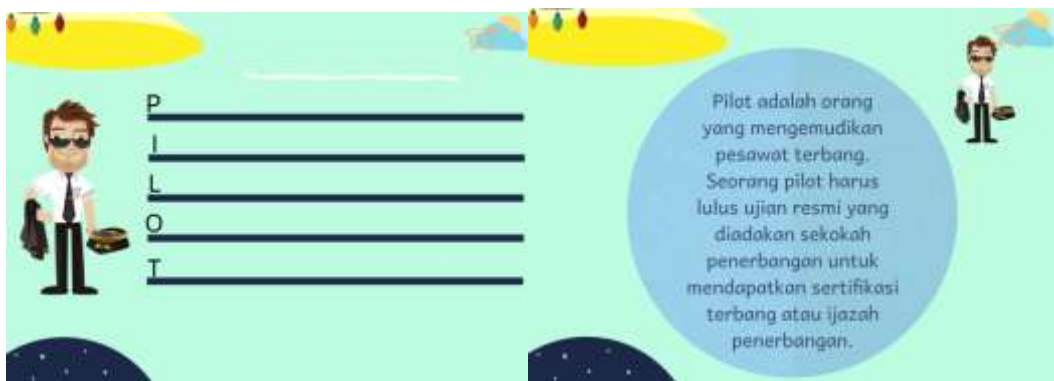 P
I
L
O
T
Pilot adalah orang
yang mengemudikan
pesawat terbang.
Seorang pilot harus
lulus ujian resmi yang
diadakan sekokah
penerbangan untuk
mendapatkan sertifikasi
terbang atau ijazah
penerbangan.